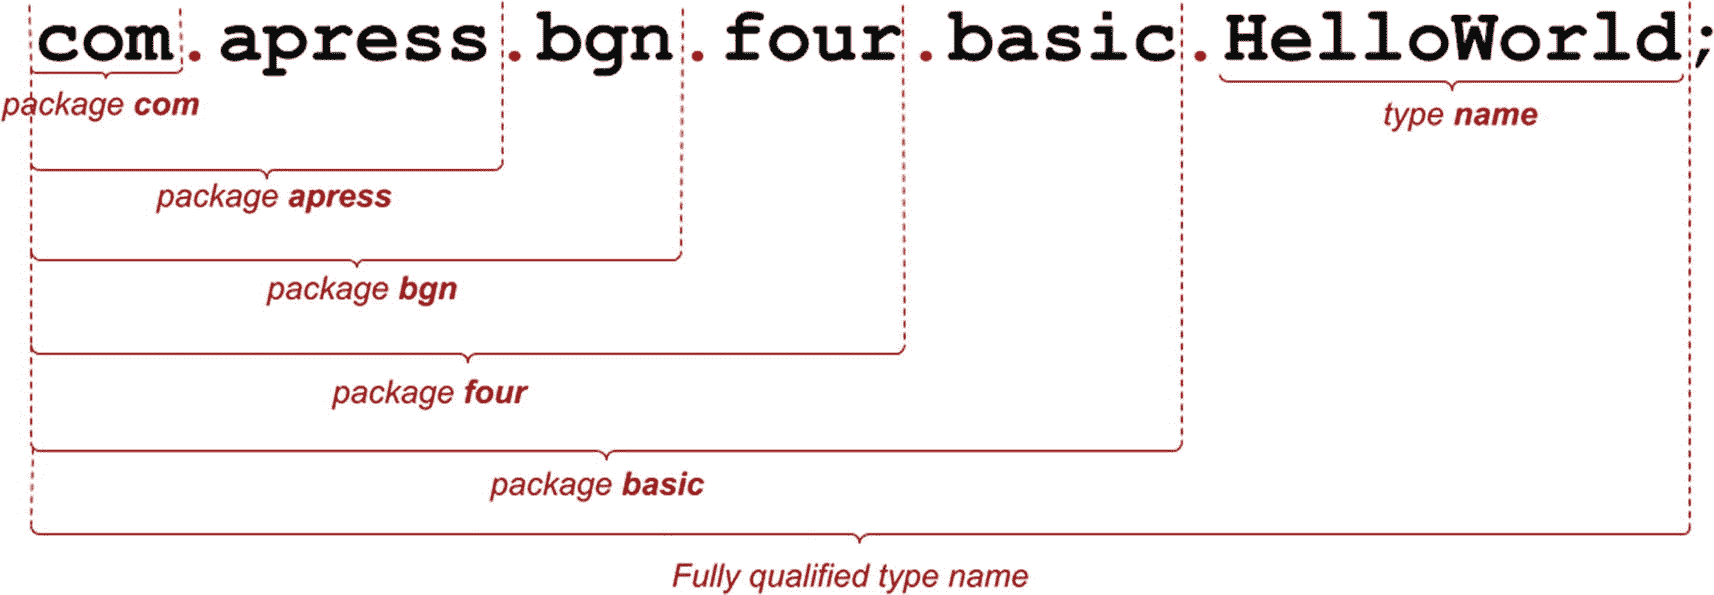 com.apress.bgn.four.basic.HelloWorld;
package com
type name
package apress
package bgn
package four
package basic
Fully qualified type name